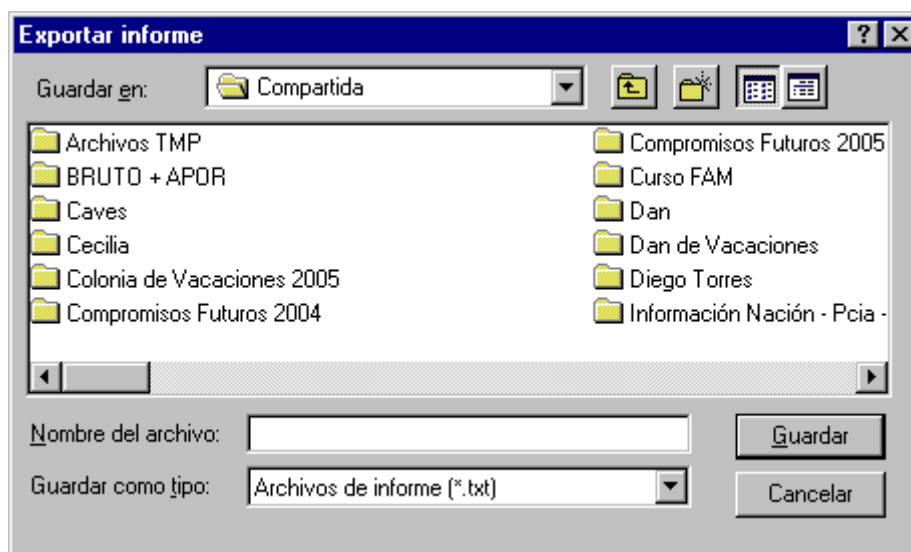 Exportar informe
Guardar en: Compartida
Archivos TMP
BRUTO + APOR
Caves
Cecilia
Colonia de Vacaciones 2005
Compromisos Futuros 2004
Compromisos Futuros 2005
Curso FAM
Dan
Dan de Vacaciones
Diego Torres
Información Nación - Pcia -
Nombre del archivo:
Guardar
Guardar como tipo: Archivos de informe (*.txt)
Cancelar